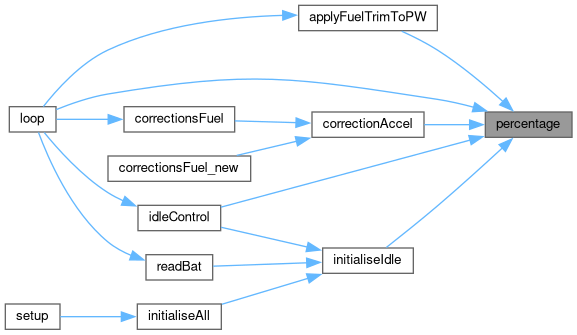 applyFuelTrimToPW
loop
correctionsFuel
correctionAccel
percentage
correctionsFuel_new
idleControl
readBat
initialiseIdle
setup
initialiseAll